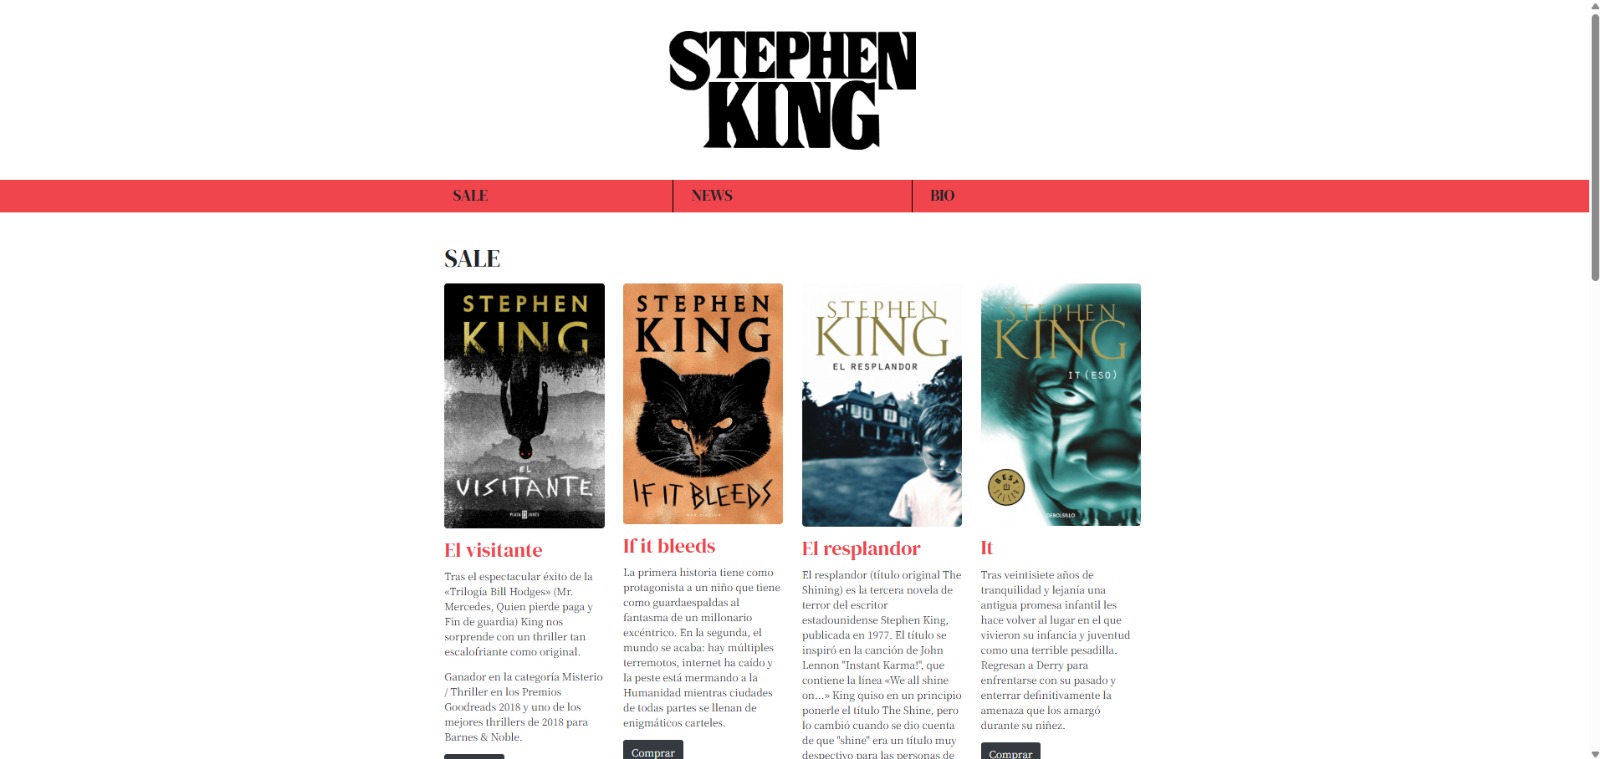 STEPHEN
KING
SALE
NEWS
BIO
SALE
STEPHEN
KING
EL
VISITANTE
PLAZA JANÉS
El visitante
Tras el espectacular éxito de la
«Trilogía Bill Hodges» (Mr.
Mercedes, Quien pierde paga y
Fin de guardia) King nos
sorprende con un thriller tan
escalofriante como original.
Ganador en la categoría Misterio
/ Thriller en los Premios
Goodreads 2018 y uno de los
mejores thrillers de 2018 para
Barnes & Noble.
STEPHEN
KING
IF IT BLEEDS
If it bleeds
La primera historia tiene como
protagonista a un niño que tiene
como guardaespaldas al
fantasma de un millonario
excéntrico. En la segunda, el
mundo se acaba: hay múltiples
terremotos, internet ha caído y
la peste está mermando a la
Humanidad mientras ciudades
de todas partes se llenan de
enigmáticos carteles.
Comprar
STEPHEN
KING
EL RESPLANDOR
El resplandor
El resplandor (título original The
Shining) es la tercera novela de
terror del escritor
estadounidense Stephen King,
publicada en 1977. El título se
inspiró en la canción de John
Lennon "Instant Karma!", que
contiene la línea «We all shine
on...» King quiso en un principio
ponerle el título The Shine, pero
lo cambió cuando se dio cuenta
de que "shine" era un título muy
despectivo para las personas de
STEPHEN
KING
IT (ESO)
BEST
SELLER
DEBOLSILLO
It
Tras veintisiete años de
tranquilidad y lejanía una
antigua promesa infantil les
hace volver al lugar en el que
vivieron su infancia y juventud
como una terrible pesadilla.
Regresan a Derry para
enfrentarse con su pasado y
enterrar definitivamente la
amenaza que los amargó
durante su niñez.
Comprar